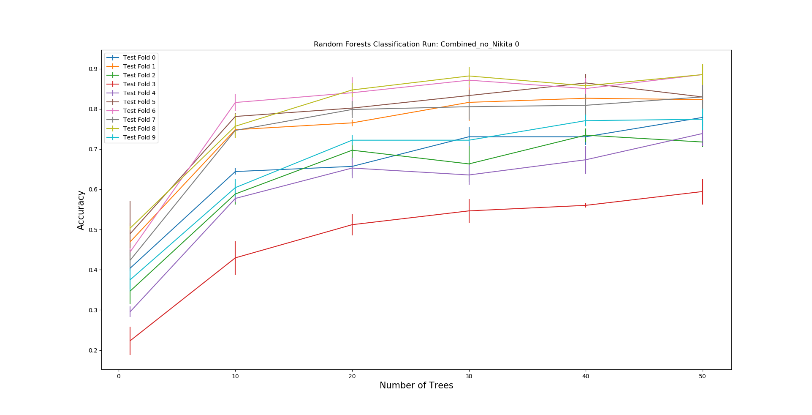 Random Forests Classification Run: Combined_no_Nikita 0
Test Fold 0
Test Fold 1
Test Fold 2
Test Fold 3
Test Fold 4
Test Fold 5
Test Fold 6
Test Fold 7
Test Fold 8
Test Fold 9
0.9
0.8
0.7
0.6
0.5
0.4
0.3
0.2
Accuracy
0
10
20
30
40
50
Number of Trees